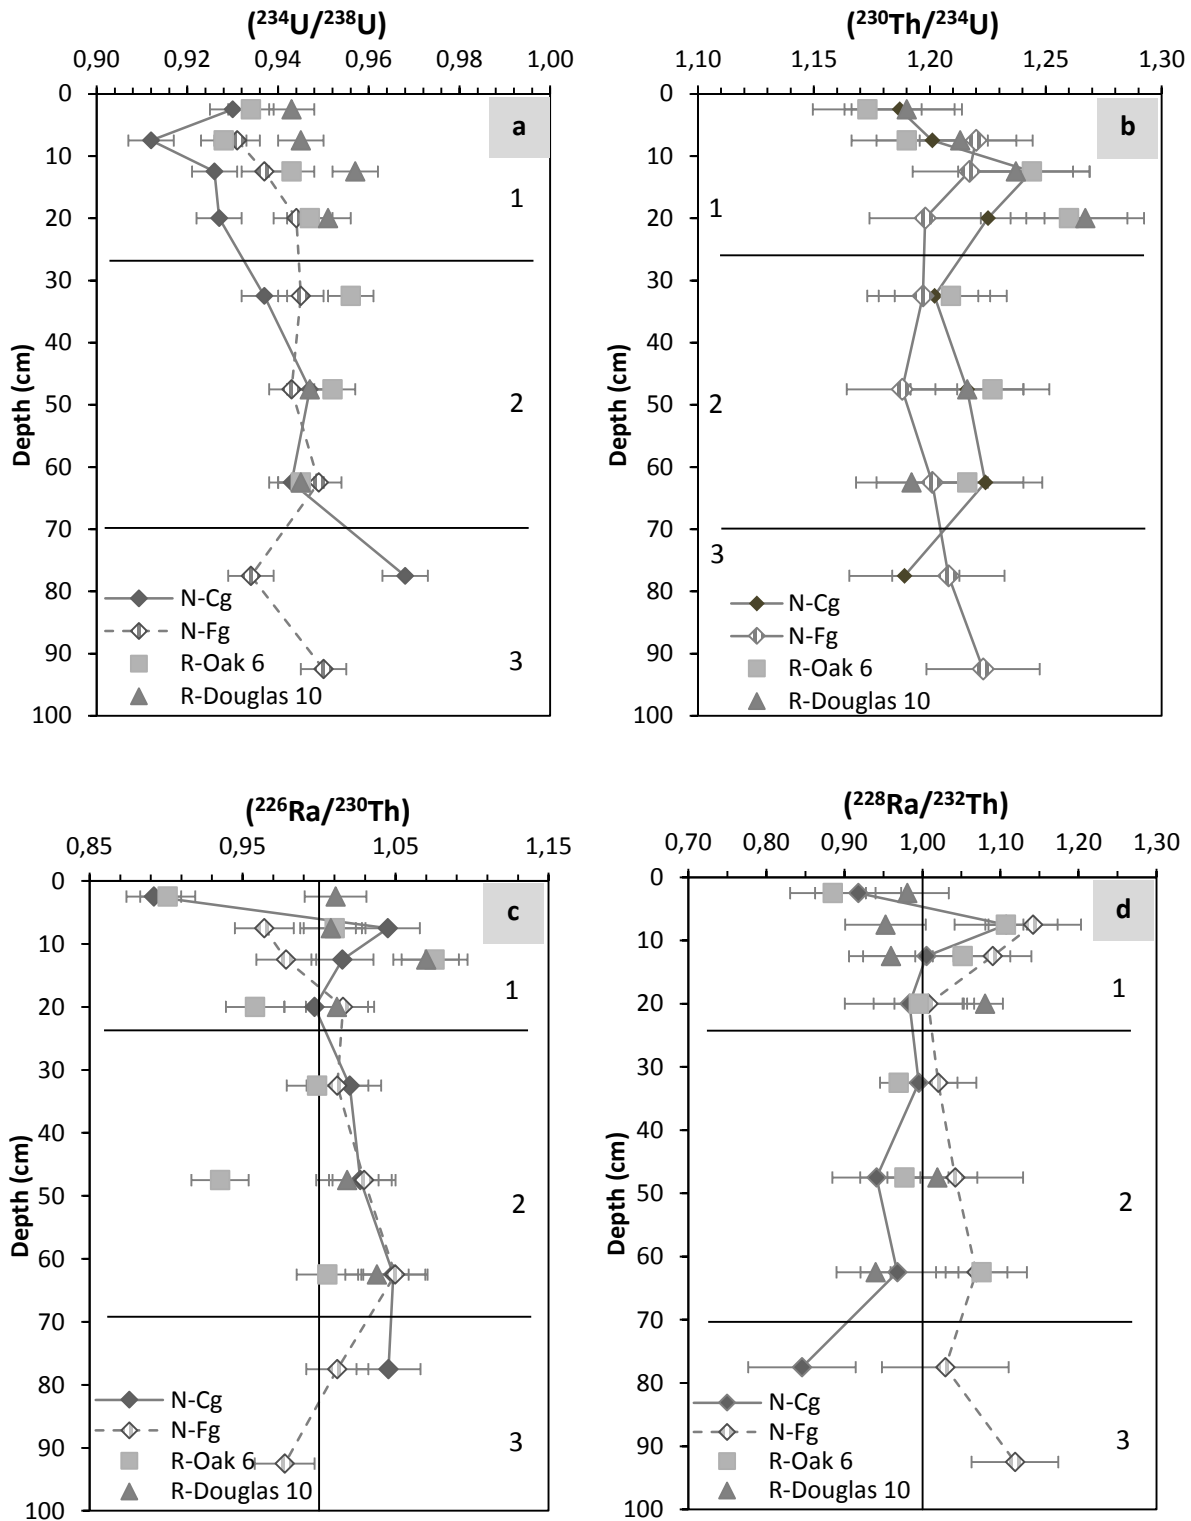 (²³⁴U/²³⁸U)
0,90 0,92 0,94 0,96 0,98 1,00
0
10
20
30
40
50
60
70
80
90
100
Depth (cm)
a
1
2
3
N-Cg
N-Fg
R-Oak 6
R-Douglas 10
(²³⁰Th/²³⁴U)
1,10 1,15 1,20 1,25 1,30
0
10
20
30
40
50
60
70
80
90
100
Depth (cm)
b
1
2
3
N-Cg
N-Fg
R-Oak 6
R-Douglas 10
(²²⁶Ra/²³⁰Th)
0,85 0,95 1,05 1,15
0
10
20
30
40
50
60
70
80
90
100
Depth (cm)
c
1
2
3
N-Cg
N-Fg
R-Oak 6
R-Douglas 10
(²²⁸Ra/²³²Th)
0,70 0,80 0,90 1,00 1,10 1,20 1,30
0
10
20
30
40
50
60
70
80
90
100
Depth (cm)
d
1
2
3
N-Cg
N-Fg
R-Oak 6
R-Douglas 10